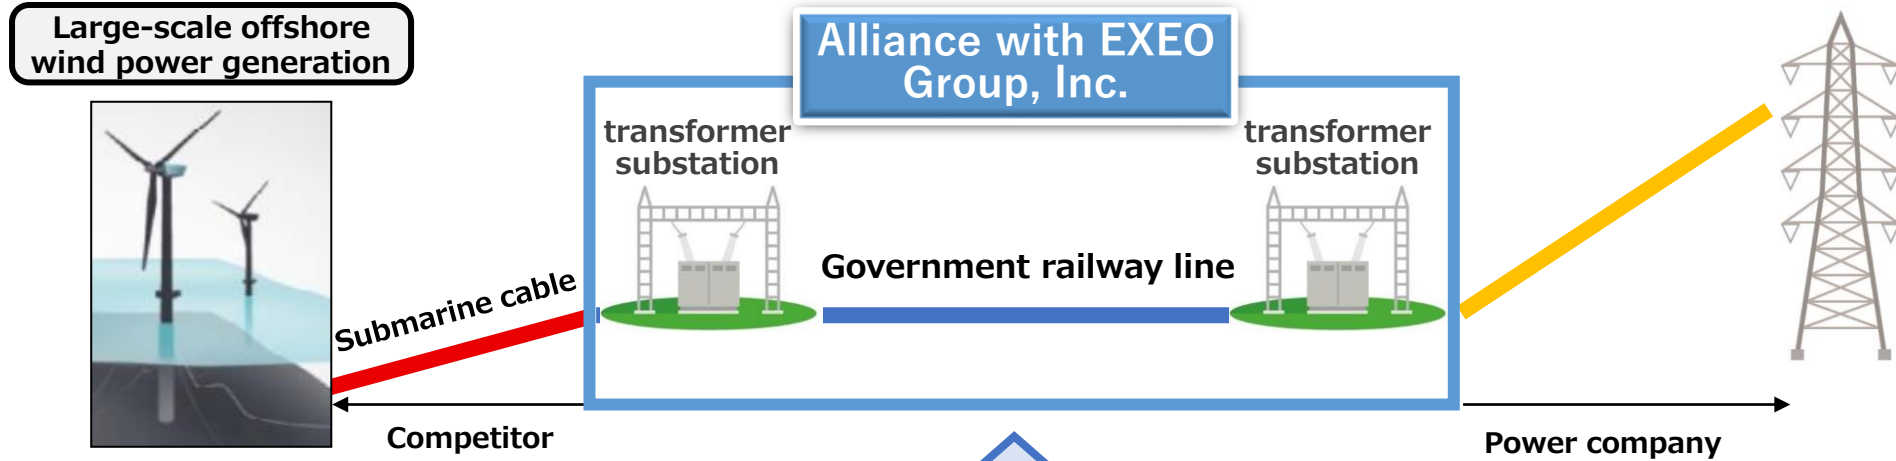 Large-scale offshore
wind power generation
Alliance with EXEO
Group, Inc.
transformer
substation
transformer
substation
Government railway line
Submarine cable
Competitor
Power company